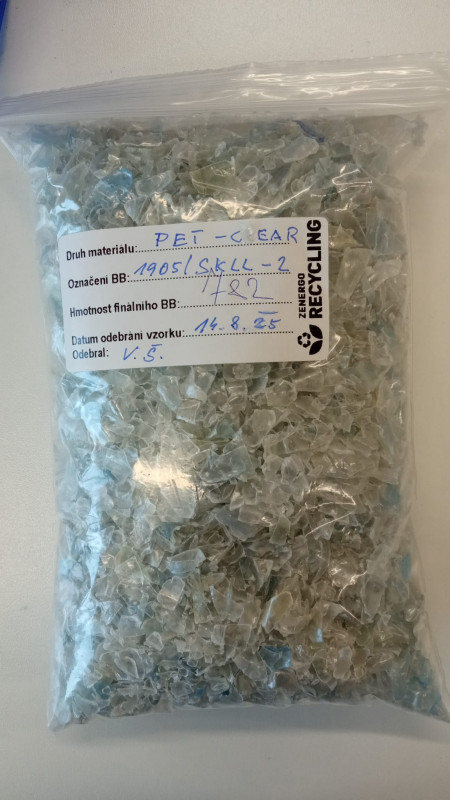 Druh materiálu: PET - CLEAR
Označení BB: 1905/SKLL-2
Hmotnost finálního BB: 782
Datum odebrání vzorku: 14.8.25
Odebral: V.Š.
ZENERGO
RECYCLING